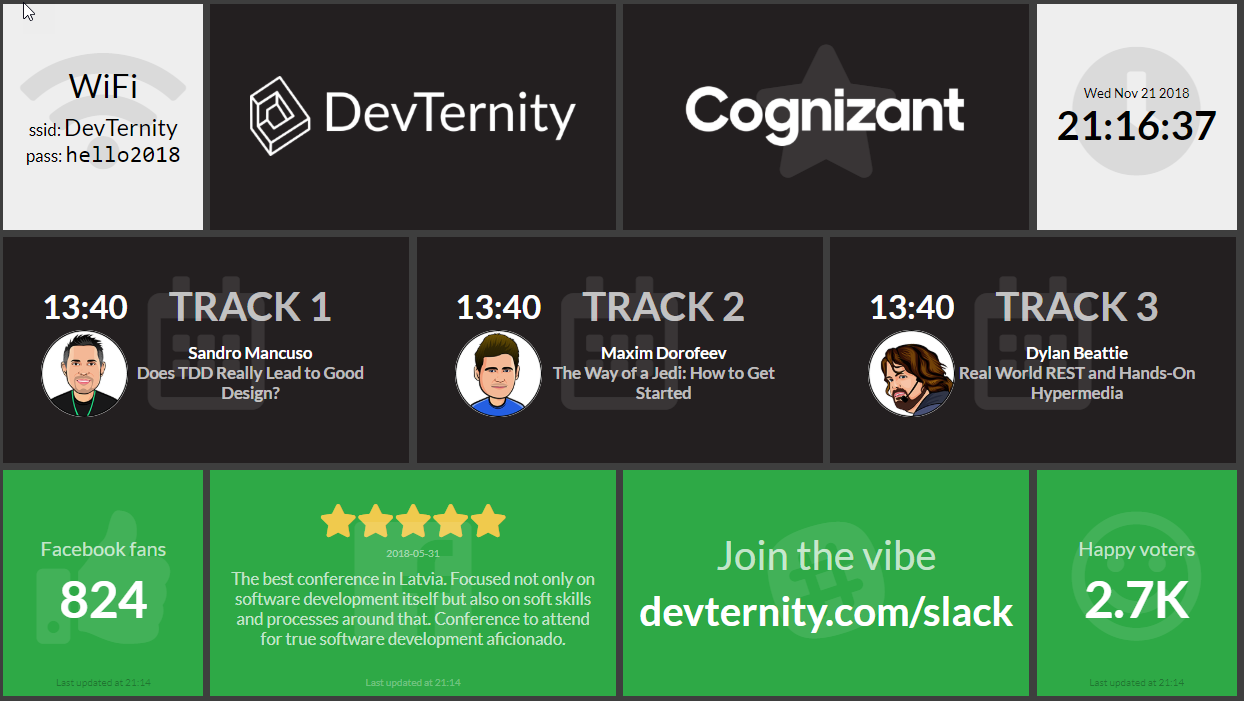 WiFi
ssid: DevTernity
pass: hello2018
DevTernity
Cognizant
Wed Nov 21 2018
21:16:37
13:40
TRACK 1
Sandro Mancuso
Does TDD Really Lead to Good
Design?
13:40
TRACK 2
Maxim Dorofeev
The Way of a Jedi: How to Get
Started
13:40
TRACK 3
Dylan Beattie
Real World REST and Hands-On
Hypermedia
Facebook fans
824
Last updated at 21:14
2018-05-31
The best conference in Latvia. Focused not only on
software development itself but also on soft skills
and processes around that. Conference to attend
for true software development aficionado.
Last updated at 21:14
Join the vibe
devternity.com/slack
Happy voters
2.7K
Last updated at 21:14